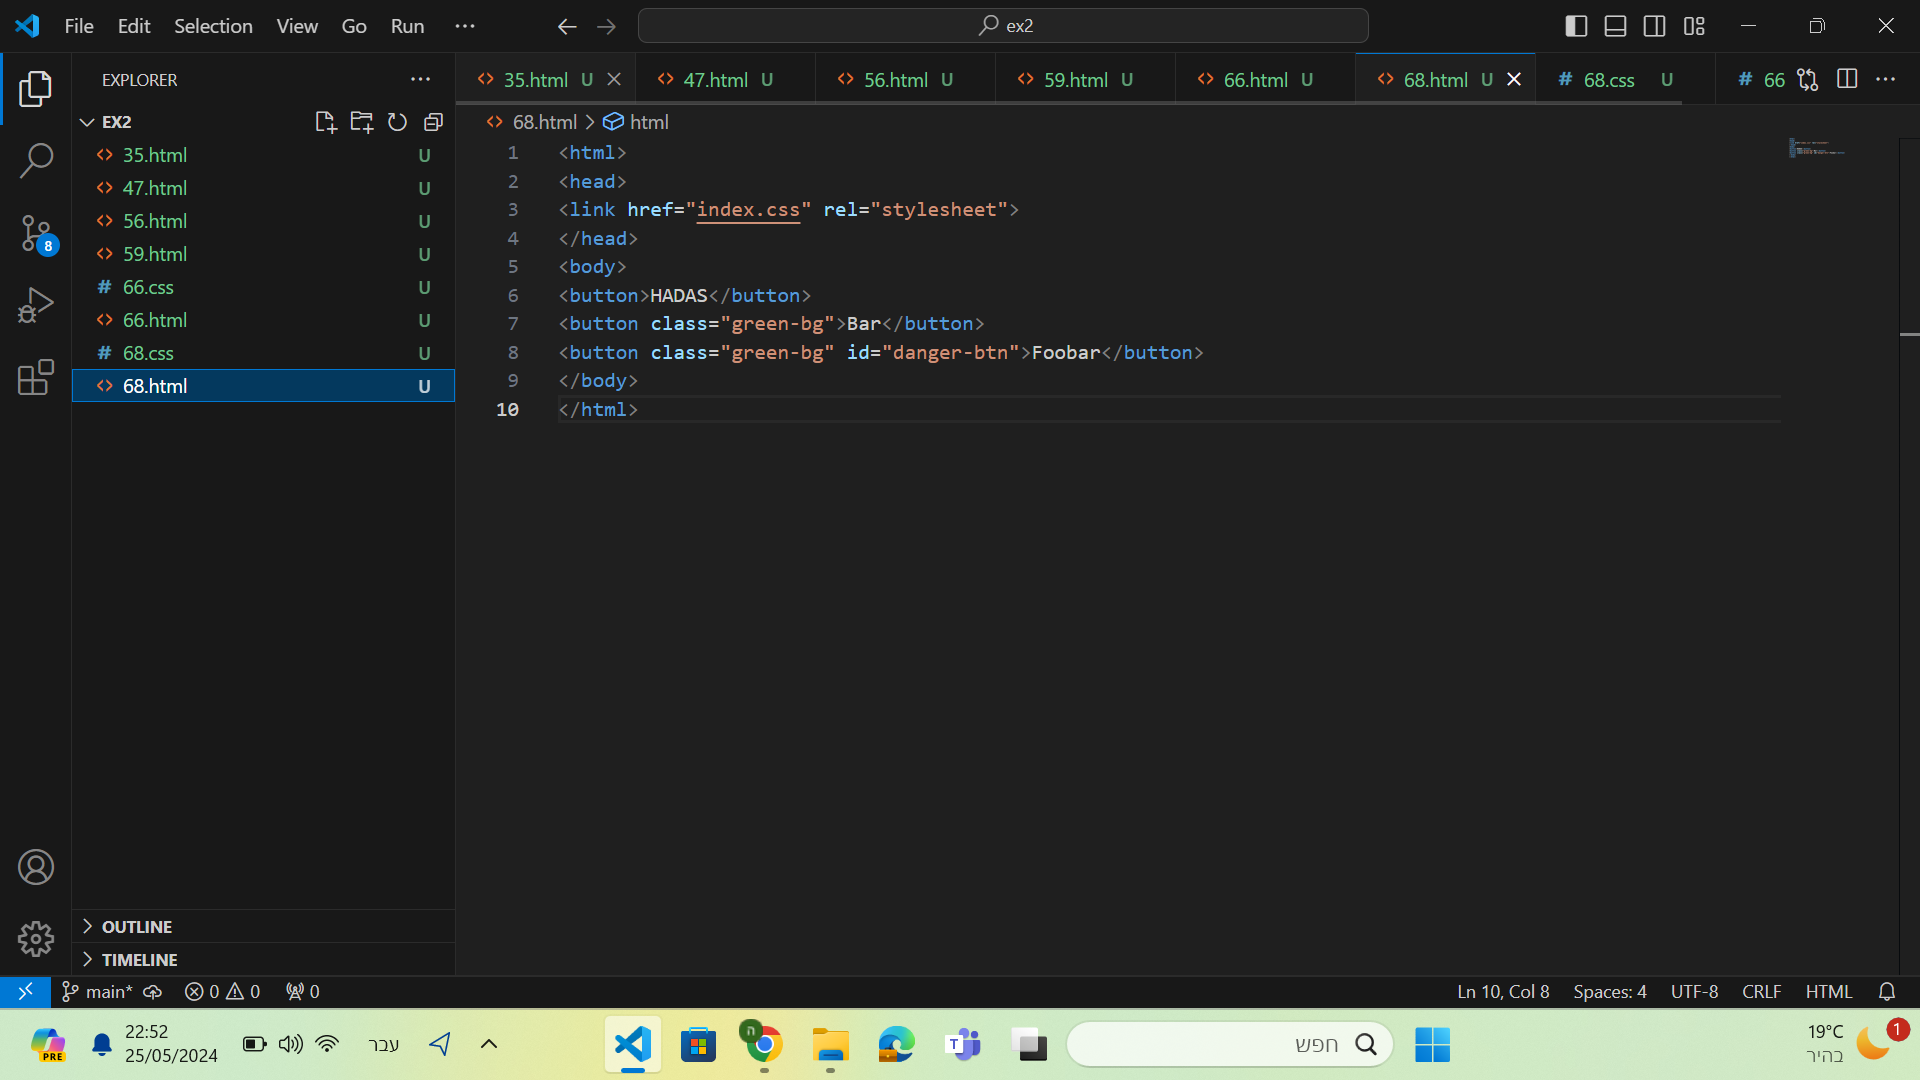 File Edit Selection View Go Run ··· ex2
EXPLORER ···
35.html U
47.html U
56.html U
59.html U
66.html U
68.html U
# 68.css U
# 66 ···
EX2
35.html U
47.html U
56.html U
59.html U
# 66.css U
66.html U
# 68.css U
68.html U
68.html > html
1 <html>
2 <head>
3 <link href="index.css" rel="stylesheet">
4 </head>
5 <body>
6 <button>HADAS</button>
7 <button class="green-bg">Bar</button>
8 <button class="green-bg" id="danger-btn">Foobar</button>
9 </body>
10 </html>
8
OUTLINE
TIMELINE
main* 0 0 0 Ln 10, Col 8 Spaces: 4 UTF-8 CRLF HTML
PRE
22:52
25/05/2024
עבר
ה
T
חפש
19°C
בהיר
1